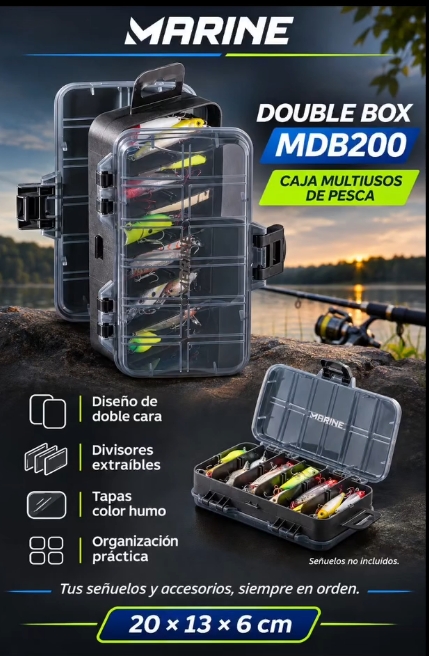 MARINE
DOUBLE BOX
MDB200
CAJA MULTIUSOS
DE PESCA
Diseño de
doble cara
Divisores
extraíbles
Tapas
color humo
Organización
práctica
MARINE
Señuelos no incluidos.
Tus señuelos y accesorios, siempre en orden.
20 × 13 × 6 cm